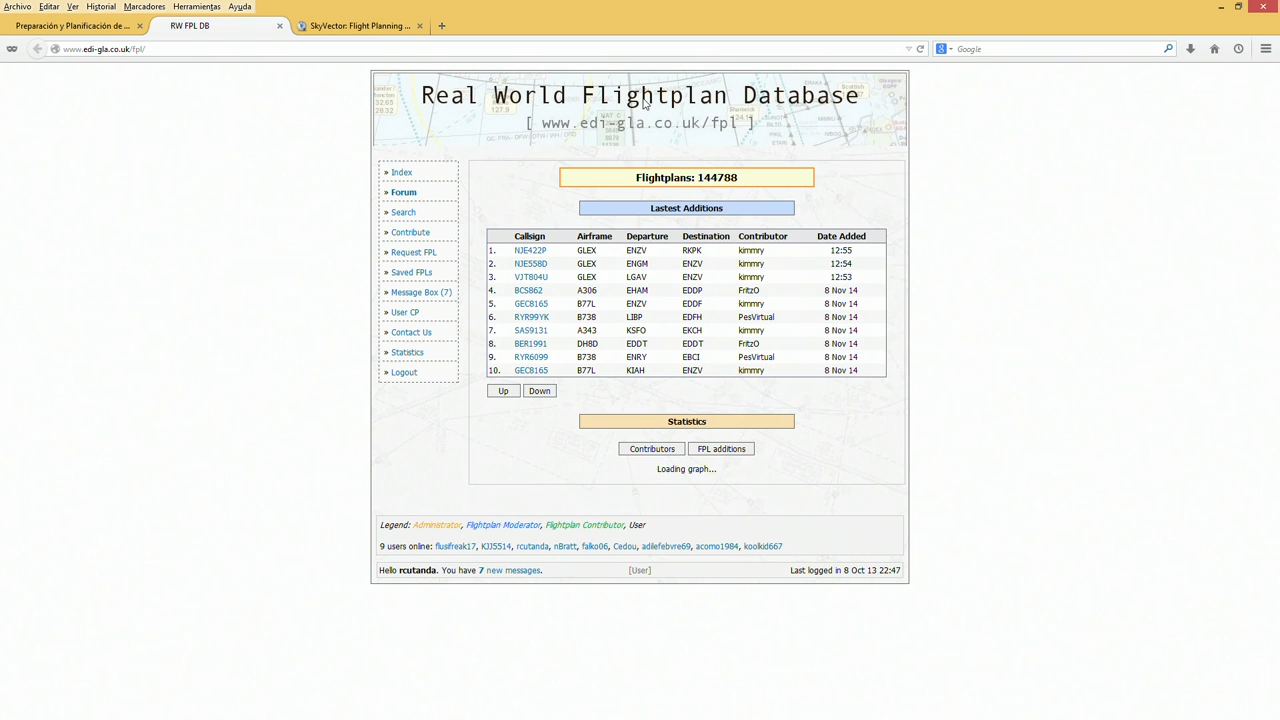 Archivo Editar Ver Historial Marcadores Herramientas Ayuda
Preparación y Planificación de ... × RW FPL DB × SkyVector: Flight Planning ... × +
www.edi-gla.co.uk/fpl/ Google
Real World Flightplan Database
[ www.edi-gla.co.uk/fpl ]
» Index
» Forum
» Search
» Contribute
» Request FPL
» Saved FPLs
» Message Box (7)
» User CP
» Contact Us
» Statistics
» Logout
Flightplans: 144788
Lastest Additions
Callsign Airframe Departure Destination Contributor Date Added
1. NJE422P GLEX ENZV RKPK kimmry 12:55
2. NJE558D GLEX ENGM ENZV kimmry 12:54
3. VJT804U GLEX LGAV ENZV kimmry 12:53
4. BCS862 A306 EHAM EDDP FritzO 8 Nov 14
5. GEC8165 B77L ENZV EDDF kimmry 8 Nov 14
6. RYR99YK B738 LIBP EDFH PesVirtual 8 Nov 14
7. SAS9131 A343 KSFO EKCH kimmry 8 Nov 14
8. BER1991 DH8D EDDT EDDT FritzO 8 Nov 14
9. RYR6099 B738 ENRY EBCI PesVirtual 8 Nov 14
10. GEC8165 B77L KIAH ENZV kimmry 8 Nov 14
Up Down
Statistics
Contributors FPL additions
Loading graph...
Legend: Administrator, Flightplan Moderator, Flightplan Contributor, User
9 users online: flusifreak17, KJJ5514, rcutanda, nBratt, falko06, Cedou, adilefebvre69, acomo1984, koolkid667
Hello rcutanda. You have 7 new messages. [User] Last logged in 8 Oct 13 22:47